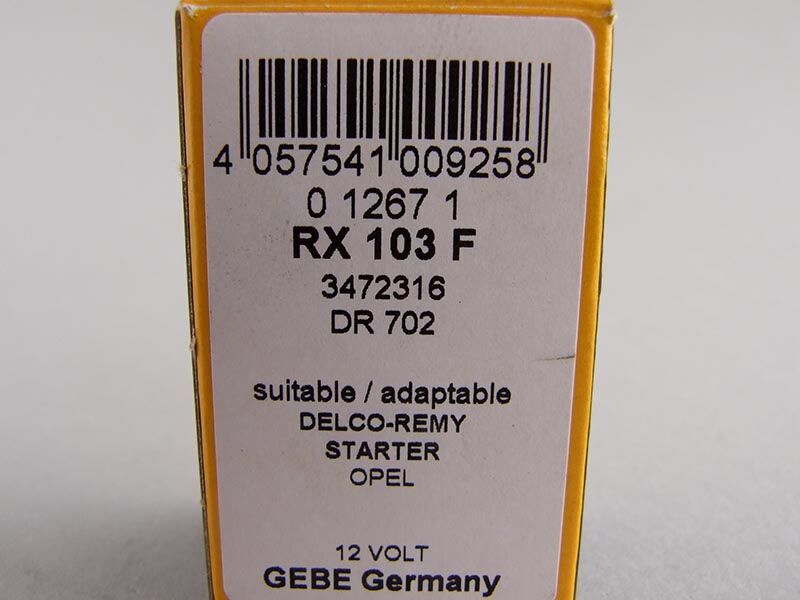 4 057541 009258
0 1267 1
RX 103 F
3472316
DR 702
suitable / adaptable
DELCO-REMY
STARTER
OPEL
12 VOLT
GEBE Germany